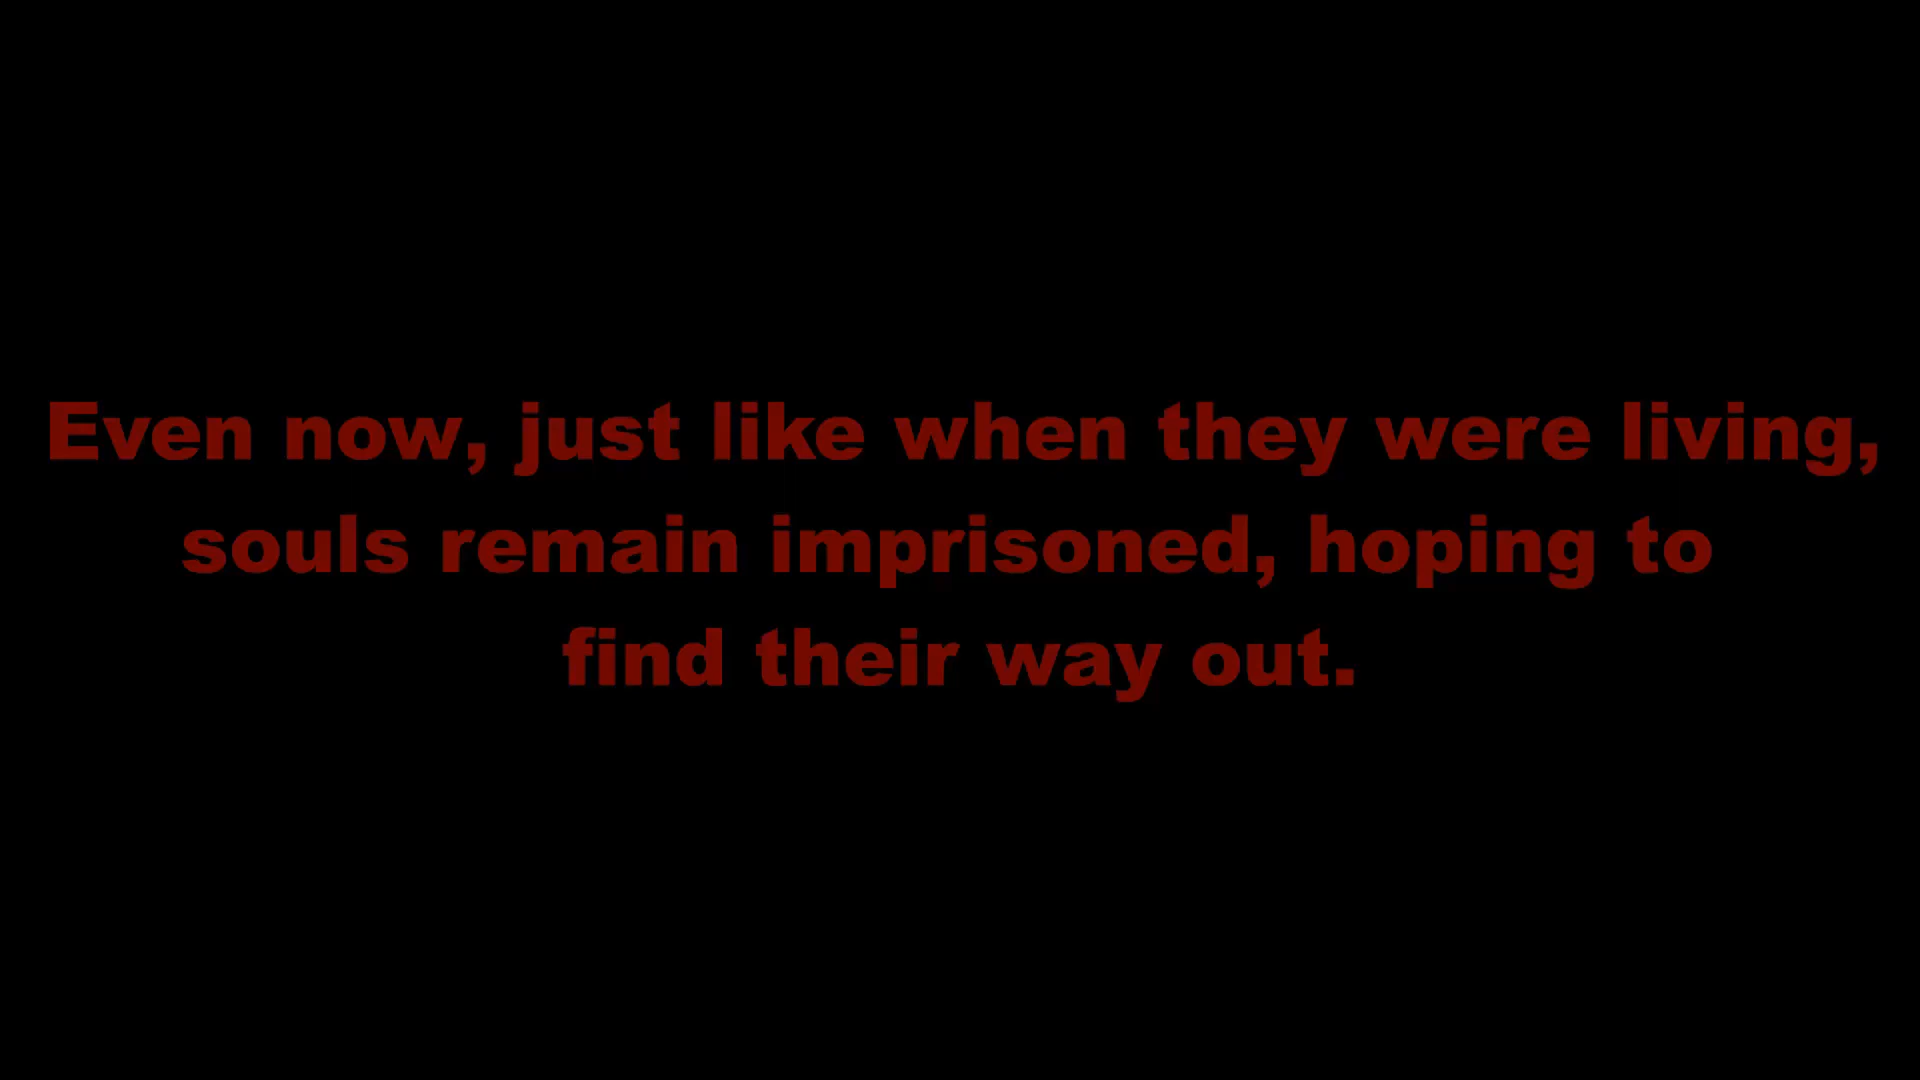 Even now, just like when they were living,
souls remain imprisoned, hoping to
find their way out.